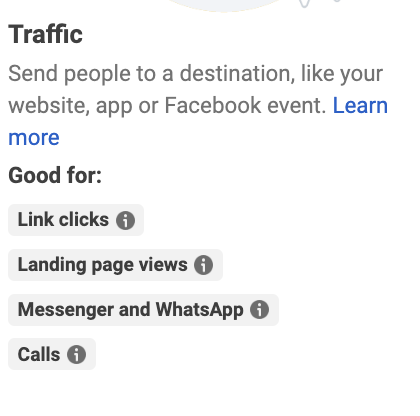 Traffic
Send people to a destination, like your
website, app or Facebook event. Learn
more
Good for:
Link clicks
Landing page views
Messenger and WhatsApp
Calls